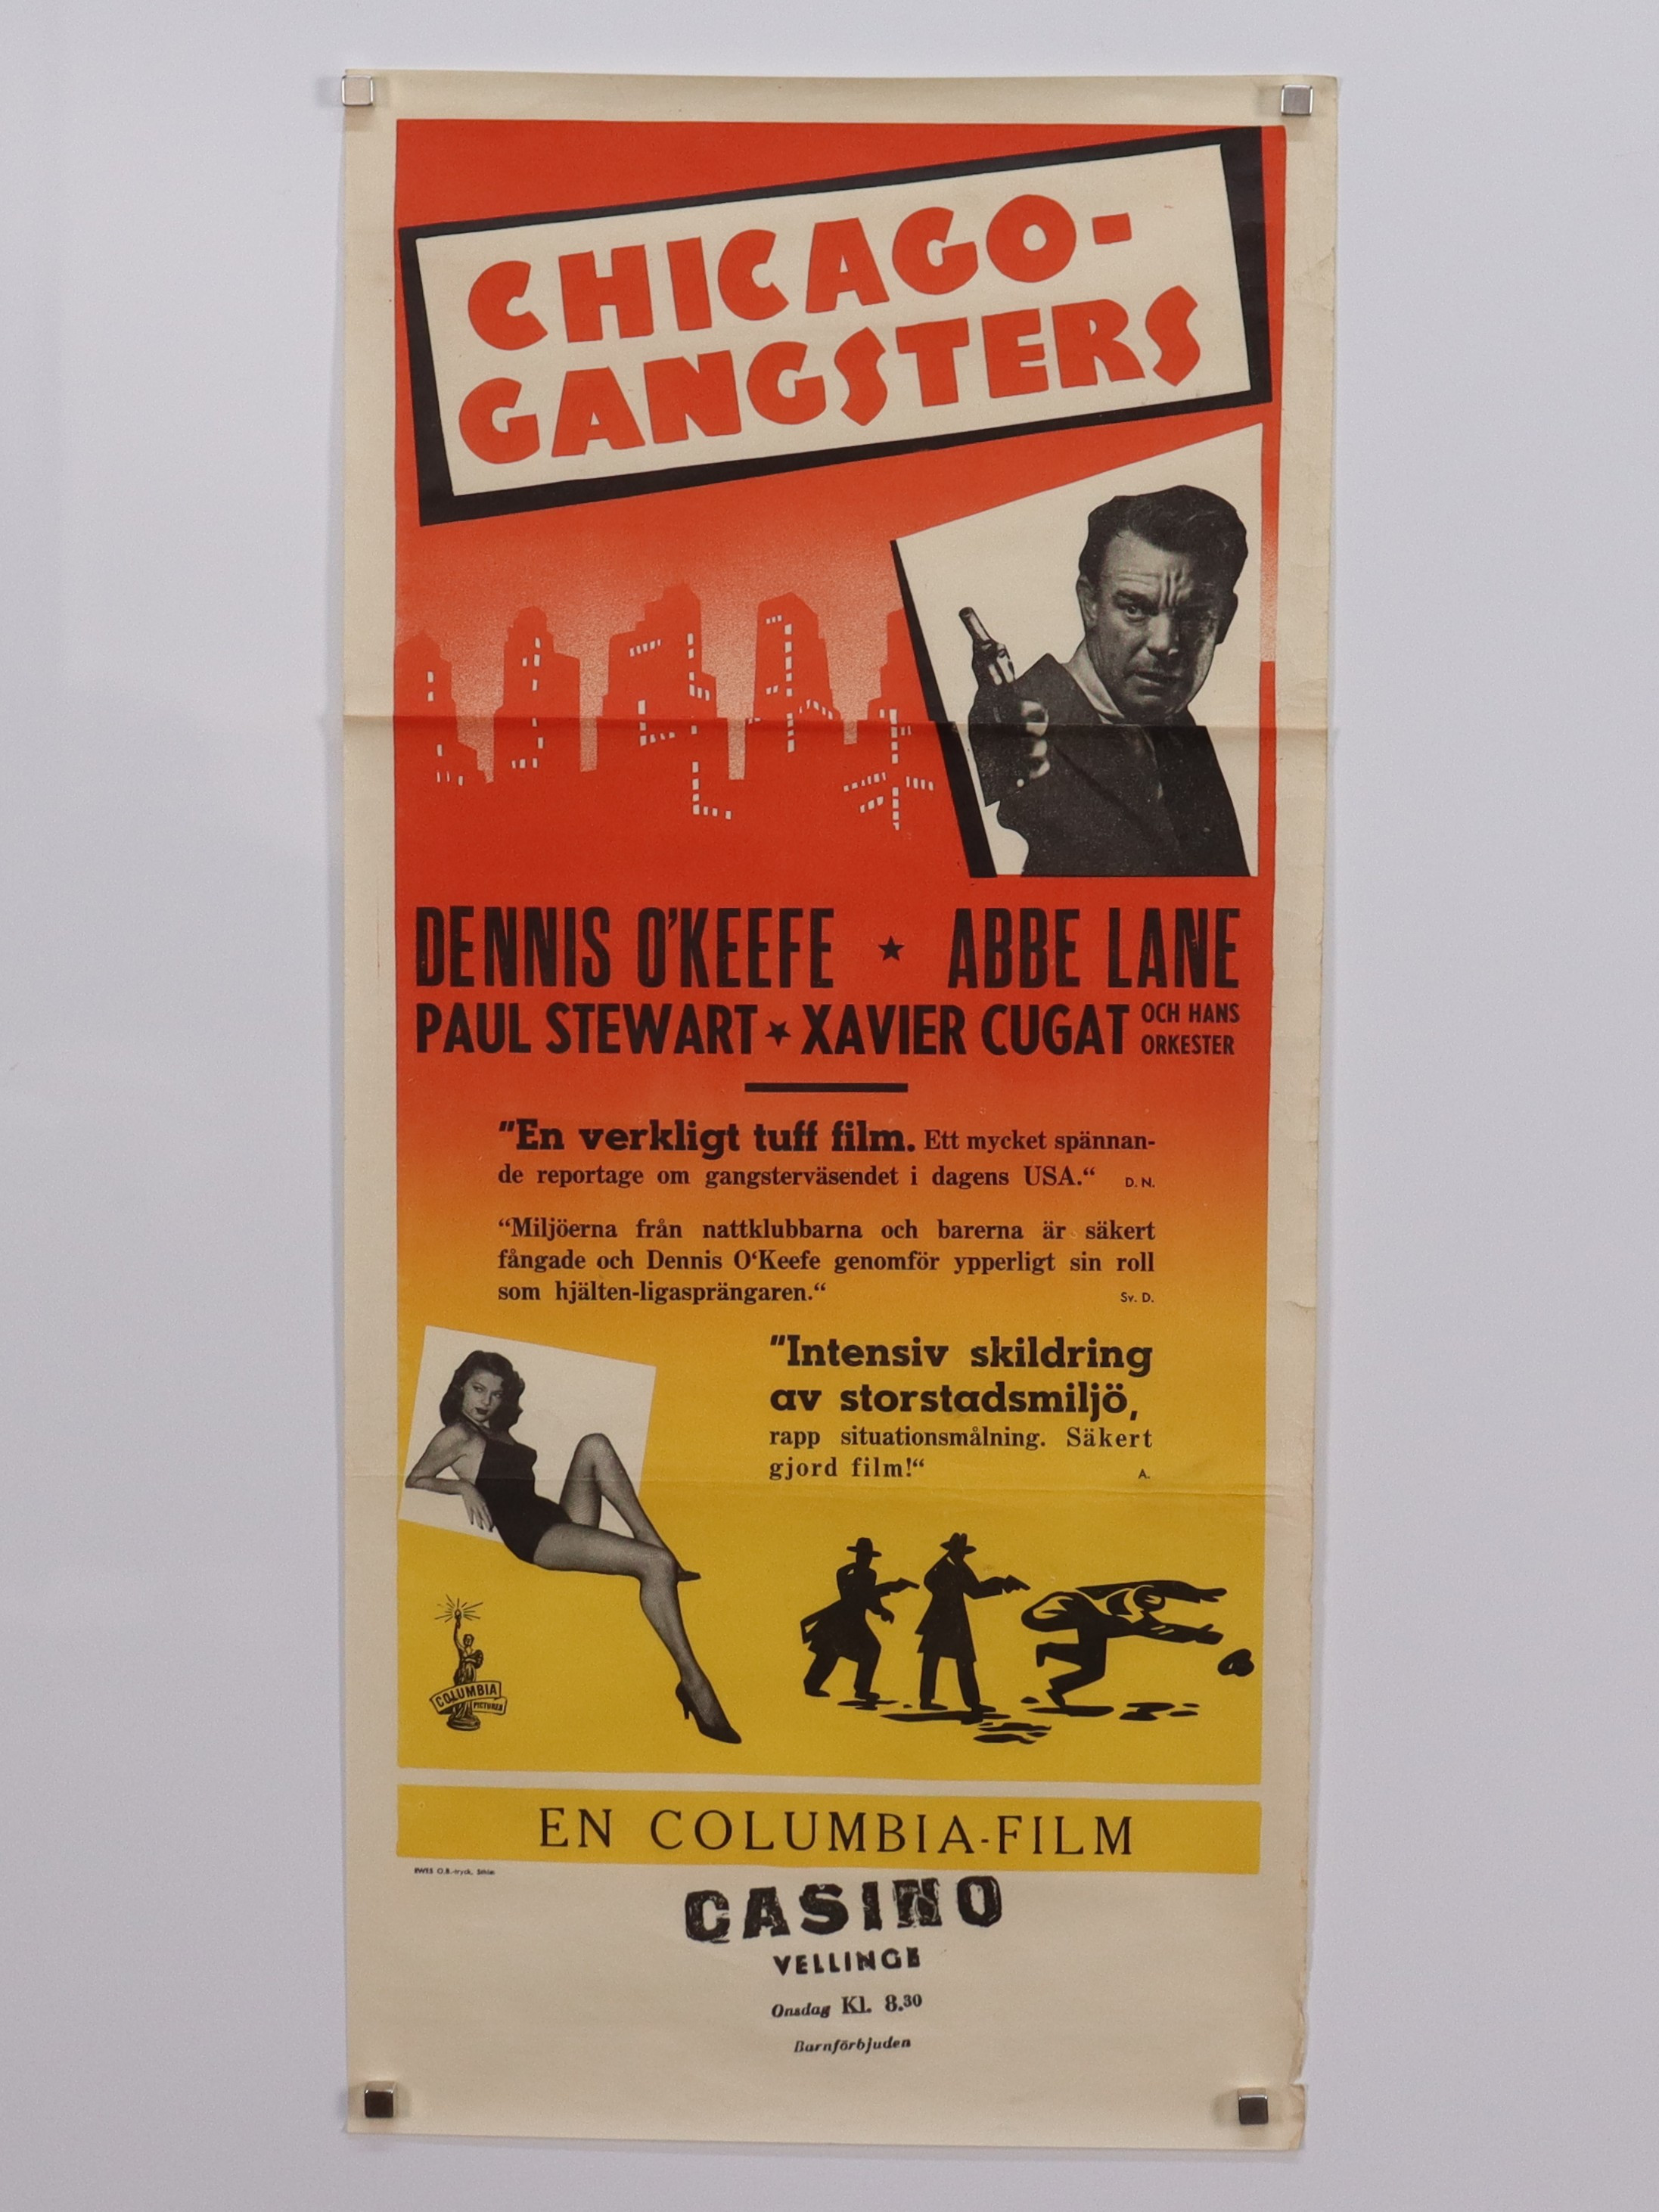 CHICAGO-
GANGSTERS
DENNIS O'KEEFE ★ ABBE LANE
PAUL STEWART ★ XAVIER CUGAT OCH HANS
ORKESTER
"En verkligt tuff film. Ett mycket spännan-
de reportage om gangsterväsendet i dagens USA.“ D. N.
“Miljöerna från nattklubbarna och barerna är säkert
fångade och Dennis O‘Keefe genomför ypperligt sin roll
som hjälten-ligasprängaren.“ Sv. D.
"Intensiv skildring
av storstadsmiljö,
rapp situationsmålning. Säkert
gjord film!“ A.
COLUMBIA
PICTURES
EN COLUMBIA-FILM
O.B.-tryck, Sthlm
CASINO
VELLINGE
Onsdag Kl. 8.30
Barnförbjuden